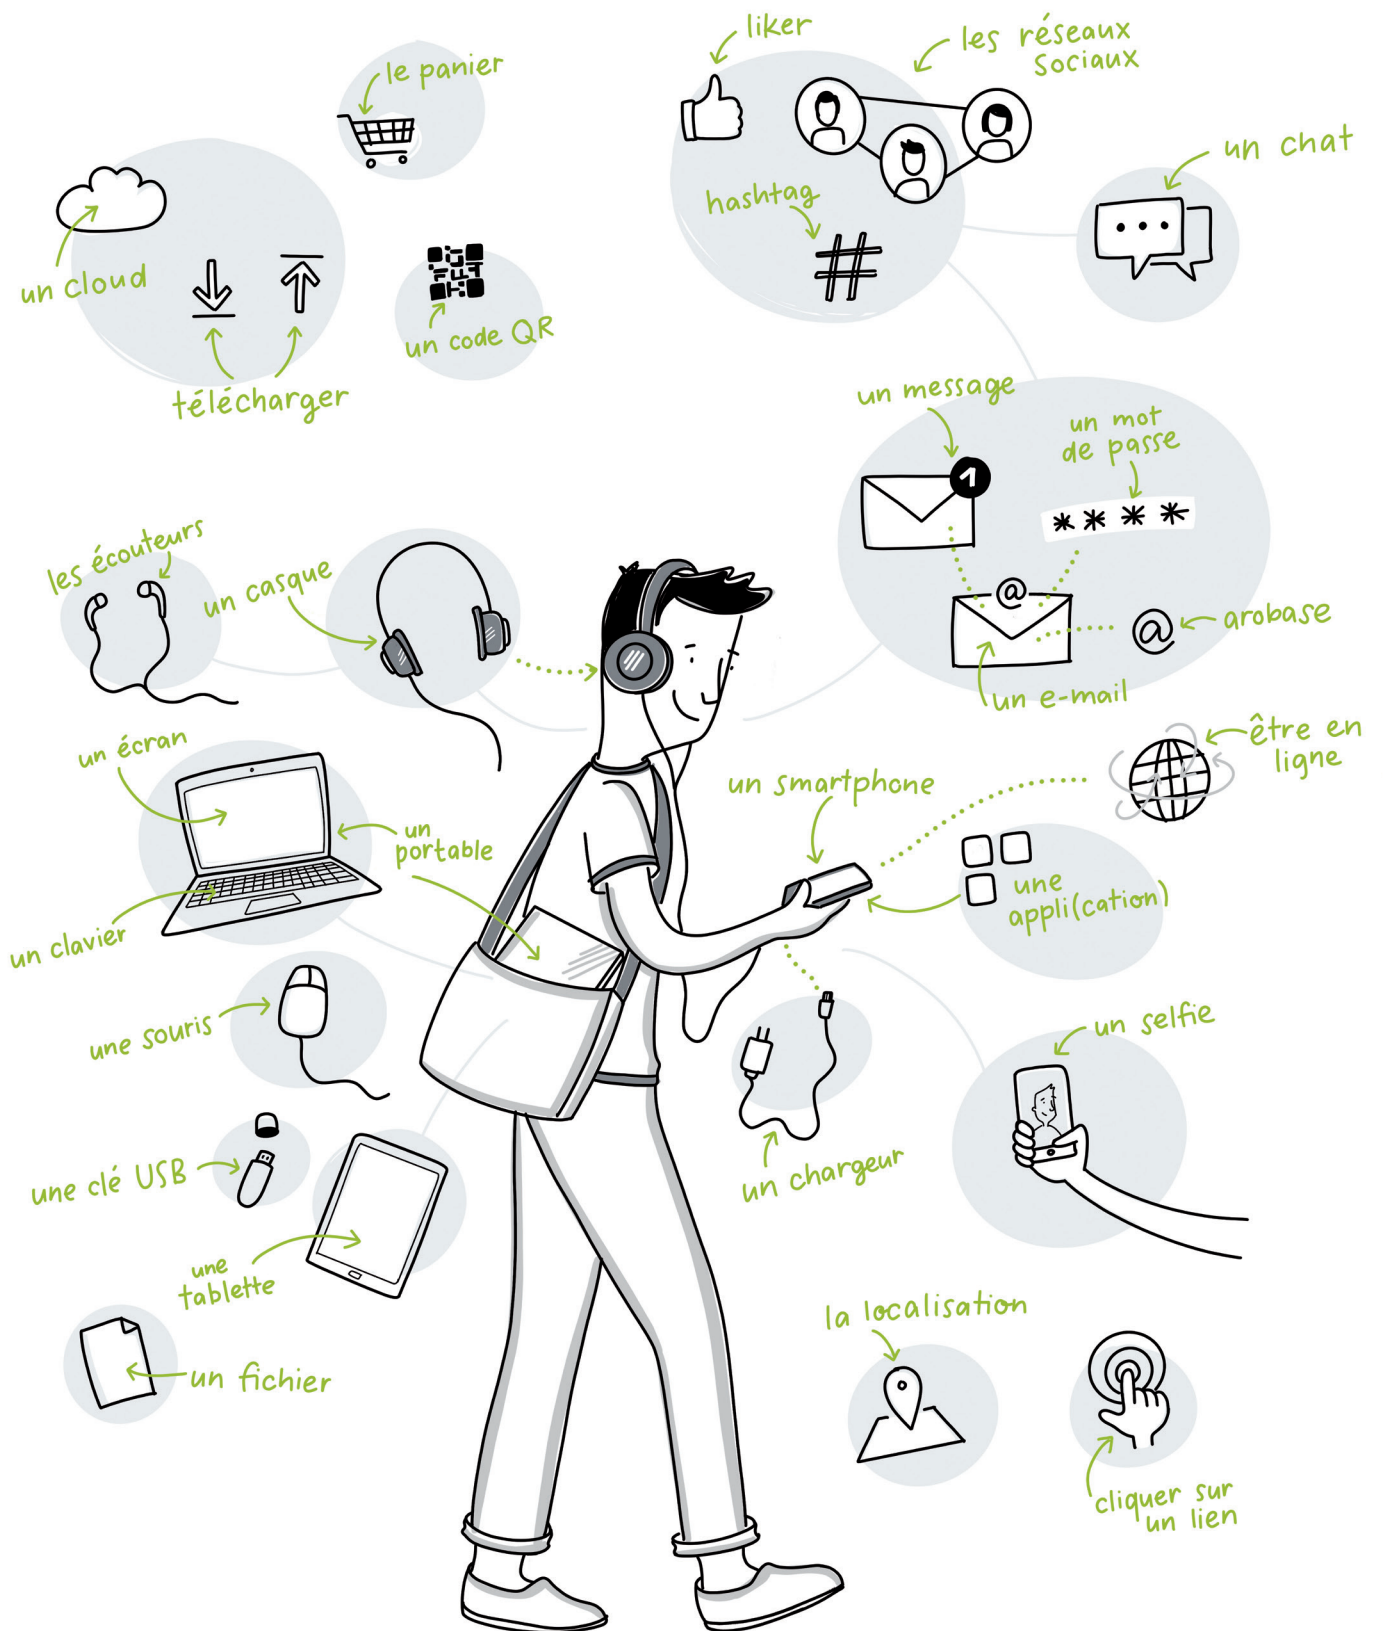 liker
les réseaux
sociaux
le panier
un chat
hashtag
#
un cloud
un code QR
télécharger
un message
1
un mot
de passe
****
les écouteurs
un casque
@
@
arobase
un e-mail
un écran
être en
ligne
un smartphone
un
portable
une
appli(cation)
un clavier
une souris
un selfie
une clé USB
un chargeur
une
tablette
la localisation
un fichier
cliquer sur
un lien